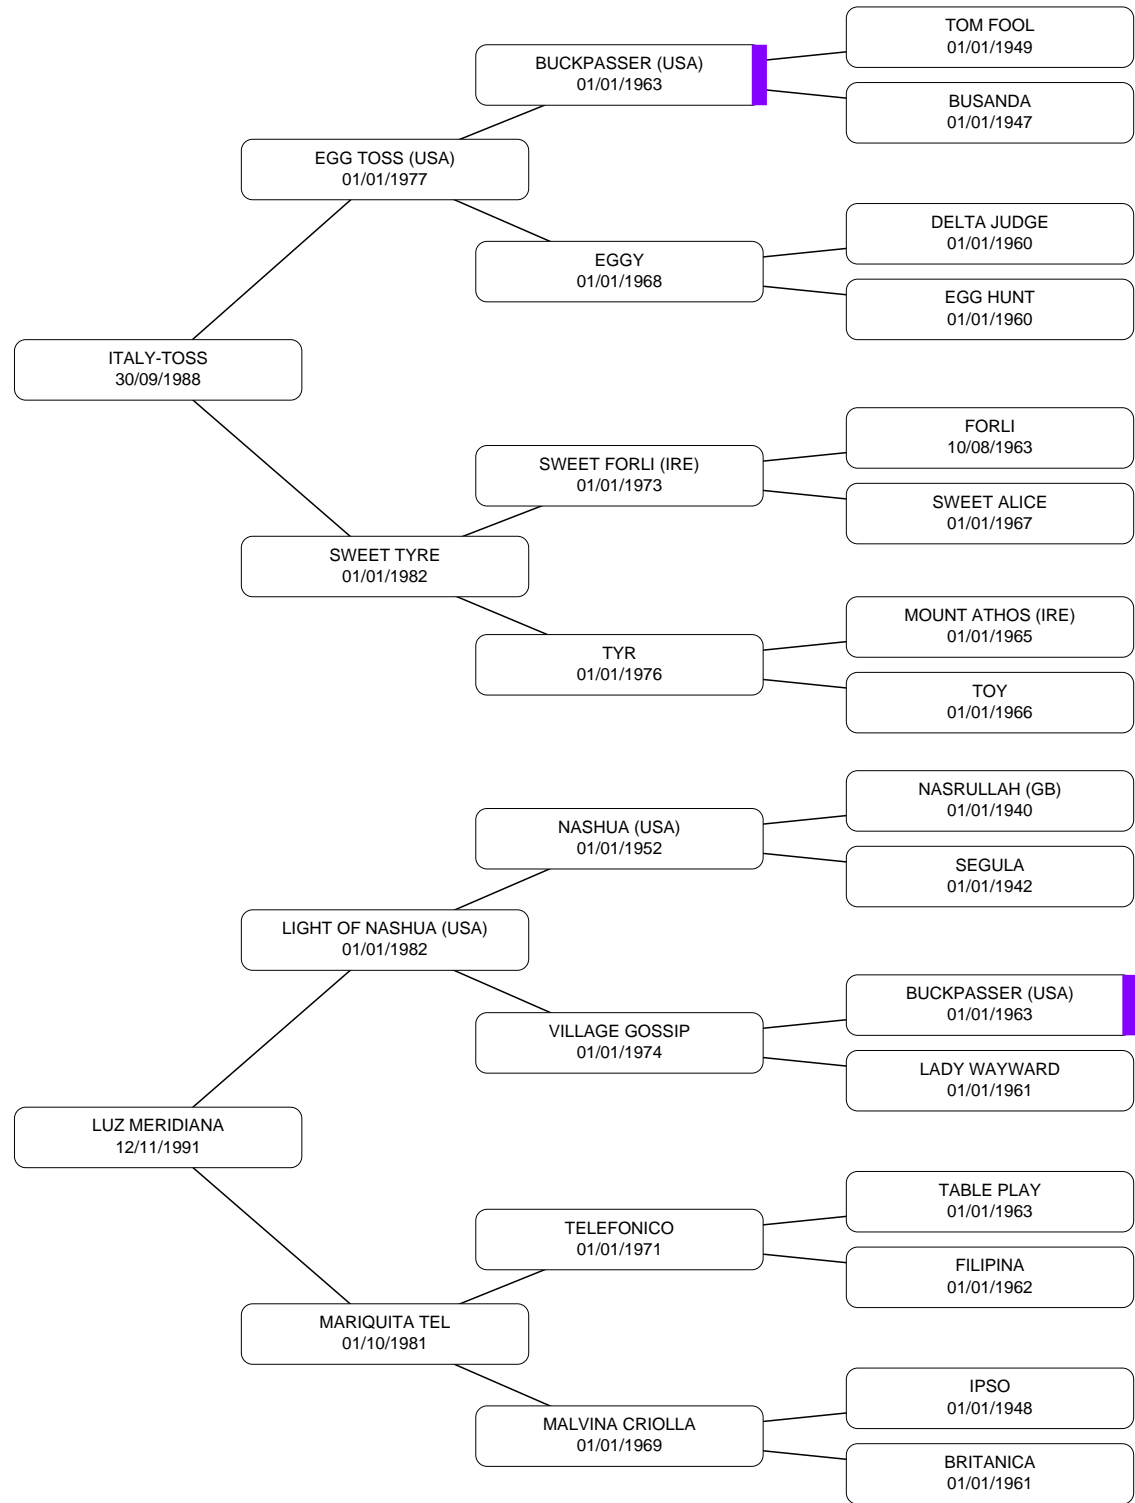 TOM FOOL
01/01/1949
BUCKPASSER (USA)
01/01/1963
BUSANDA
01/01/1947
EGG TOSS (USA)
01/01/1977
DELTA JUDGE
01/01/1960
EGGY
01/01/1968
EGG HUNT
01/01/1960
ITALY-TOSS
30/09/1988
FORLI
10/08/1963
SWEET FORLI (IRE)
01/01/1973
SWEET ALICE
01/01/1967
SWEET TYRE
01/01/1982
MOUNT ATHOS (IRE)
01/01/1965
TYR
01/01/1976
TOY
01/01/1966
NASRULLAH (GB)
01/01/1940
NASHUA (USA)
01/01/1952
SEGULA
01/01/1942
LIGHT OF NASHUA (USA)
01/01/1982
BUCKPASSER (USA)
01/01/1963
VILLAGE GOSSIP
01/01/1974
LADY WAYWARD
01/01/1961
LUZ MERIDIANA
12/11/1991
TABLE PLAY
01/01/1963
TELEFONICO
01/01/1971
FILIPINA
01/01/1962
MARIQUITA TEL
01/10/1981
IPSO
01/01/1948
MALVINA CRIOLLA
01/01/1969
BRITANICA
01/01/1961